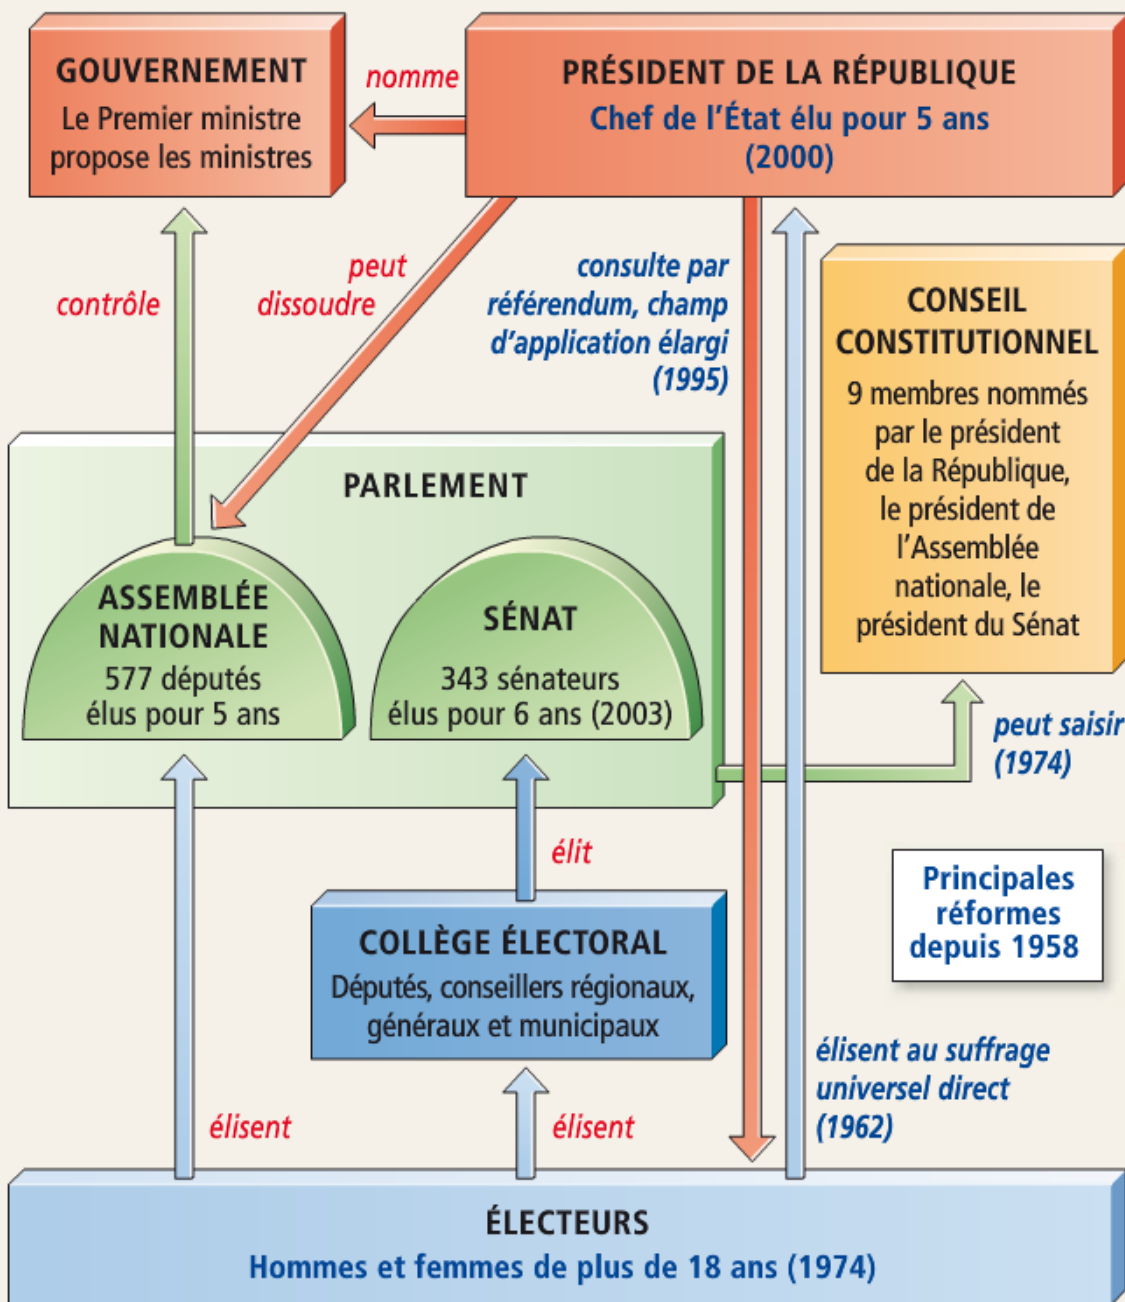 GOUVERNEMENT
Le Premier ministre
propose les ministres
nomme
PRÉSIDENT DE LA RÉPUBLIQUE
Chef de l'État élu pour 5 ans
(2000)
contrôle
peut
dissoudre
consulte par
référendum, champ
d'application élargi
(1995)
CONSEIL
CONSTITUTIONNEL
9 membres nommés
par le président
de la République,
le président de
l'Assemblée
nationale, le
président du Sénat
PARLEMENT
ASSEMBLÉE
NATIONALE
577 députés
élus pour 5 ans
SÉNAT
343 sénateurs
élus pour 6 ans (2003)
peut saisir
(1974)
élit
Principales
réformes
depuis 1958
COLLÈGE ÉLECTORAL
Députés, conseillers régionaux,
généraux et municipaux
élisent
élisent
élisent au suffrage
universel direct
(1962)
ÉLECTEURS
Hommes et femmes de plus de 18 ans (1974)